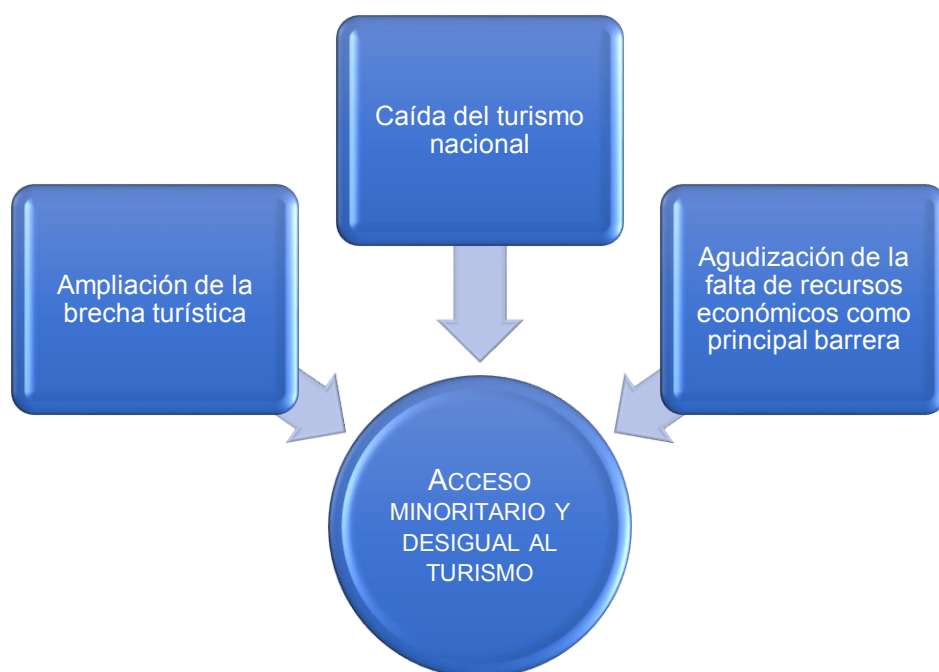 Caída del turismo
nacional
Ampliación de la
brecha turística
Agudización de la
falta de recursos
económicos como
principal barrera
ACCESO
MINORITARIO Y
DESIGUAL AL
TURISMO